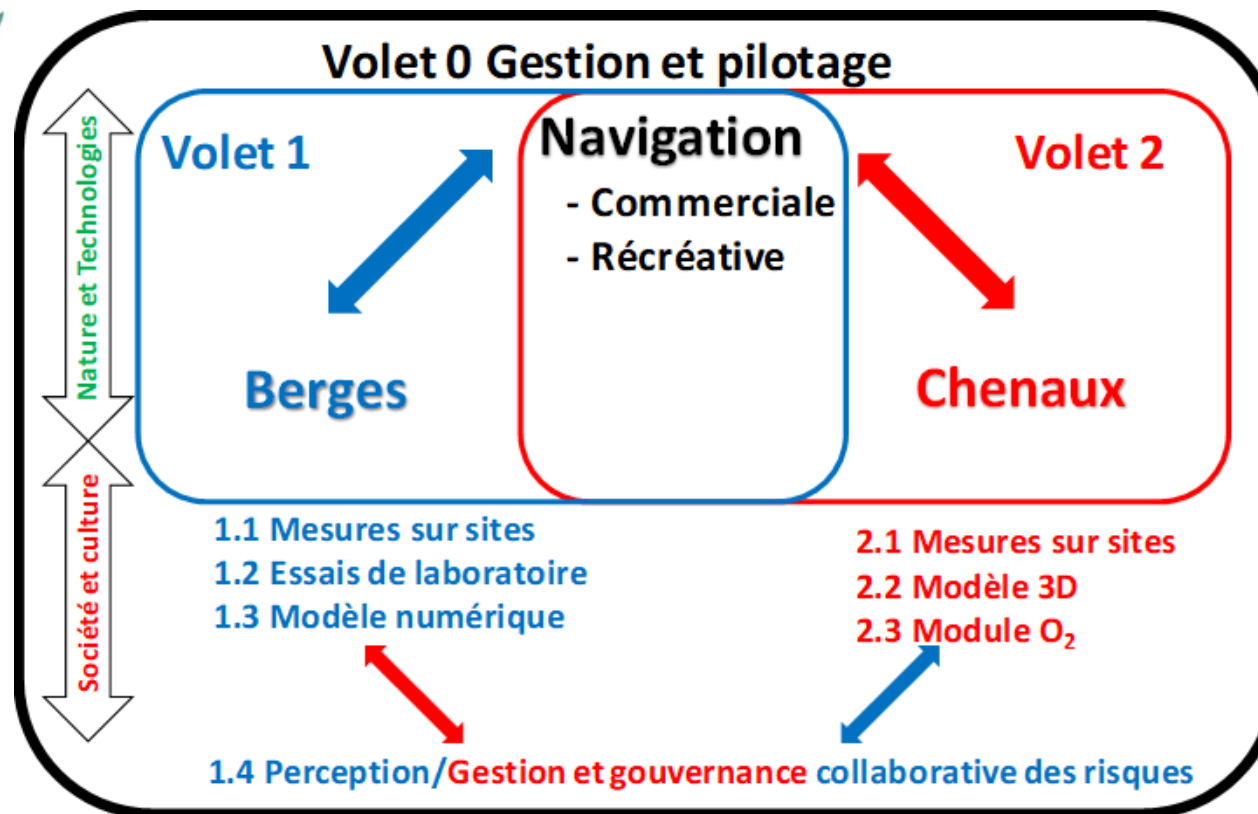 Volet 0 Gestion et pilotage
Nature et Technologies
Société et culture
Volet 1
Berges
Navigation
- Commerciale
- Récréative
Volet 2
Chenaux
1.1 Mesures sur sites
1.2 Essais de laboratoire
1.3 Modèle numérique
2.1 Mesures sur sites
2.2 Modèle 3D
2.3 Module O₂
1.4 Perception/Gestion et gouvernance collaborative des risques